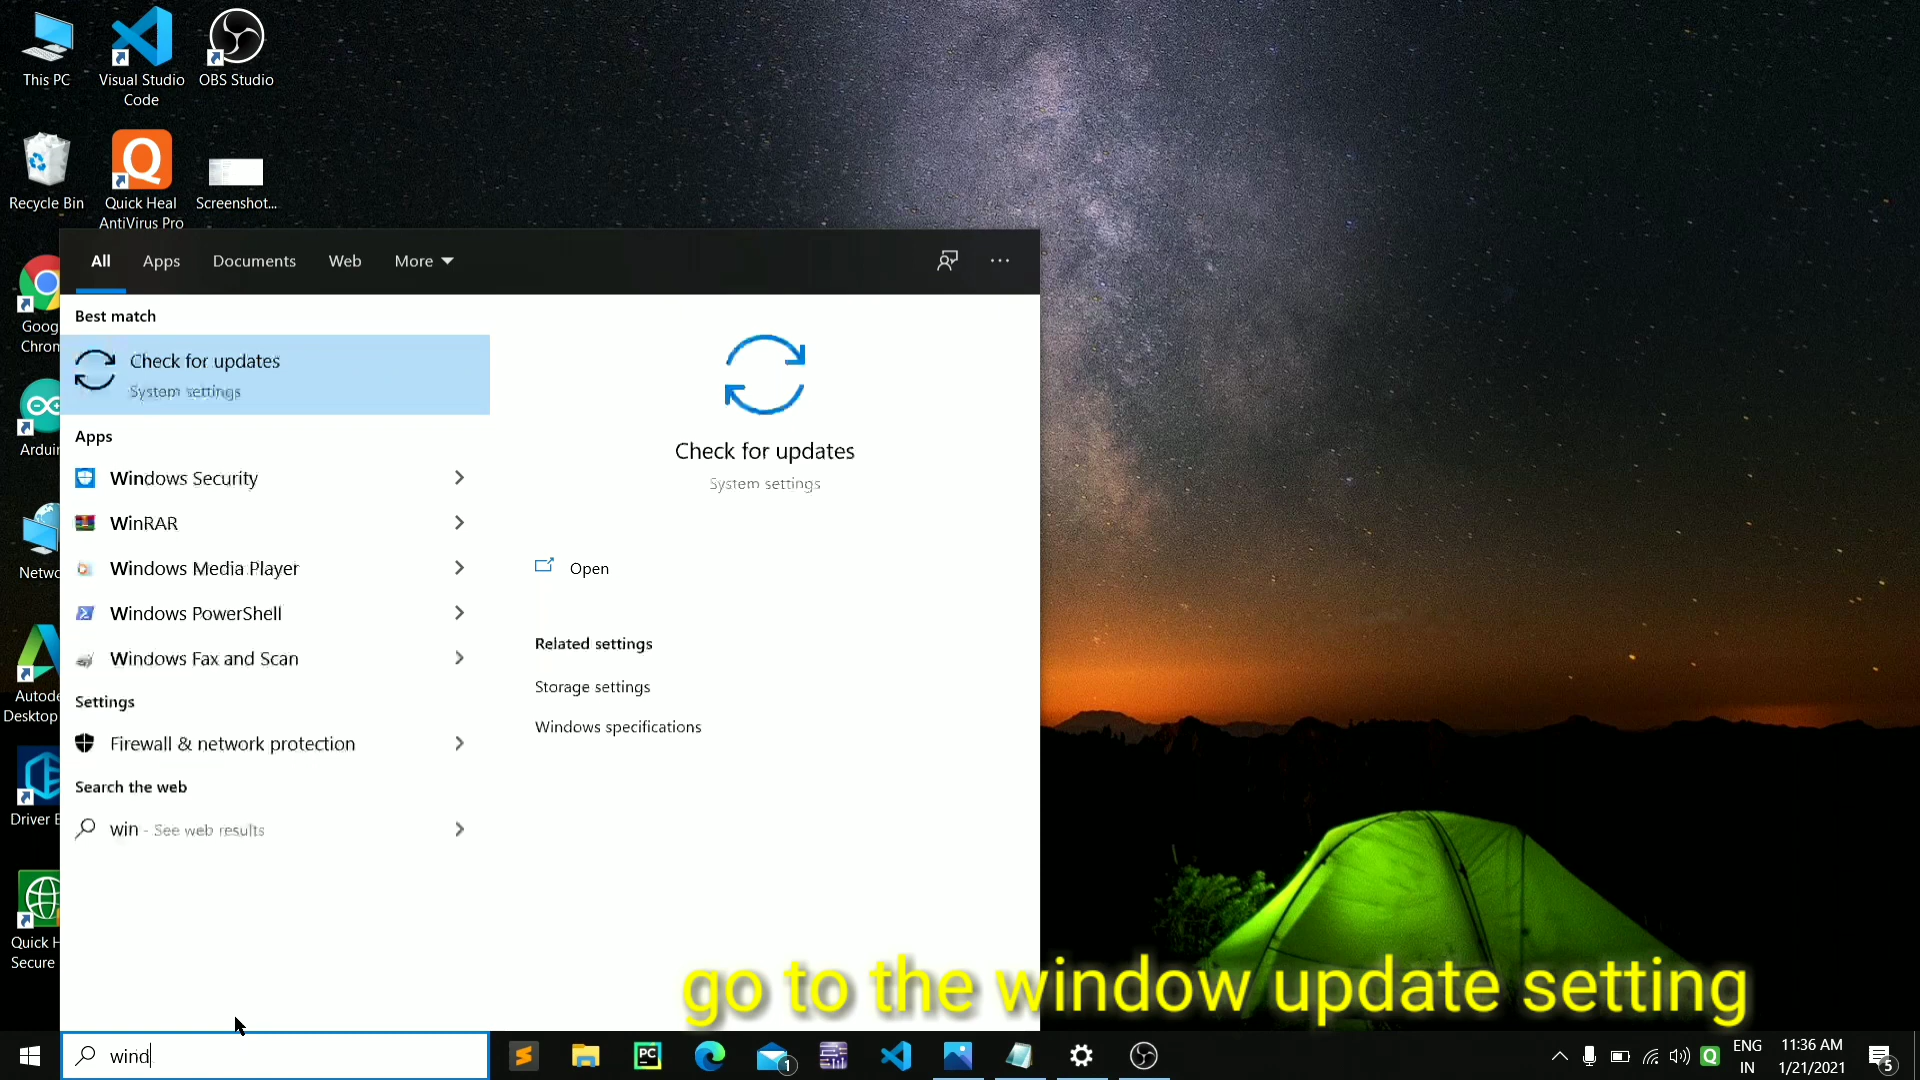 This PC
Visual Studio
Code
OBS Studio
Recycle Bin
Quick Heal
AntiVirus Pro
Screenshot...
Goog
Chron
Arduin
Netwo
Autode
Desktop
Driver E
Quick H
Secure
All
Apps
Documents
Web
More
Best match
Check for updates
System settings
Apps
Windows Security
WinRAR
Windows Media Player
Windows PowerShell
Windows Fax and Scan
Settings
Firewall & network protection
Search the web
win - See web results
Check for updates
System settings
Open
Related settings
Storage settings
Windows specifications
go to the window update setting
wind
PC
1
Q
ENG
IN
11:36 AM
1/21/2021
5